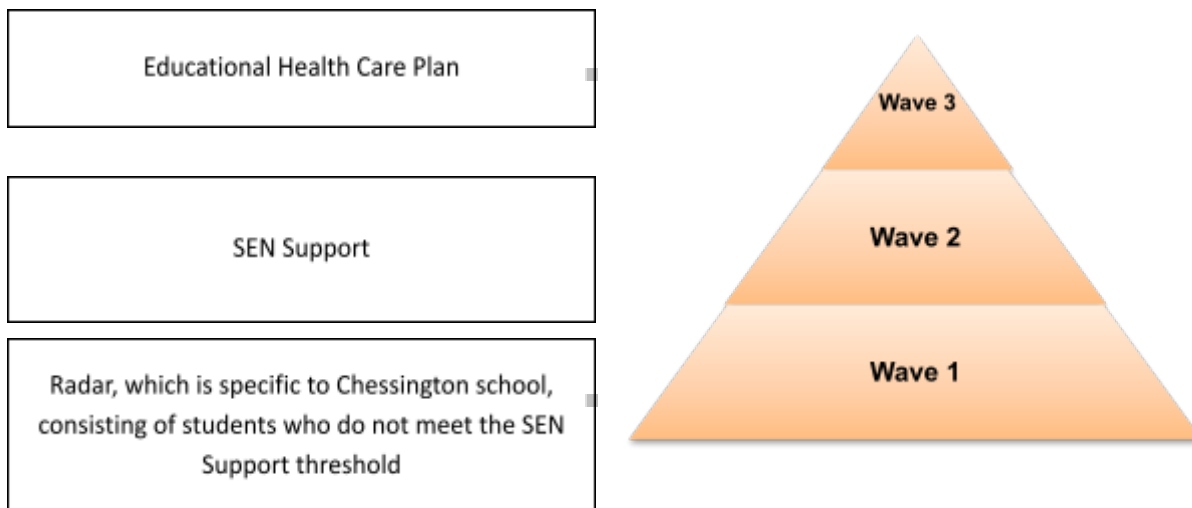 Educational Health Care Plan
Wave 3
SEN Support
Wave 2
Radar, which is specific to Chessington school,
consisting of students who do not meet the SEN
Support threshold
Wave 1